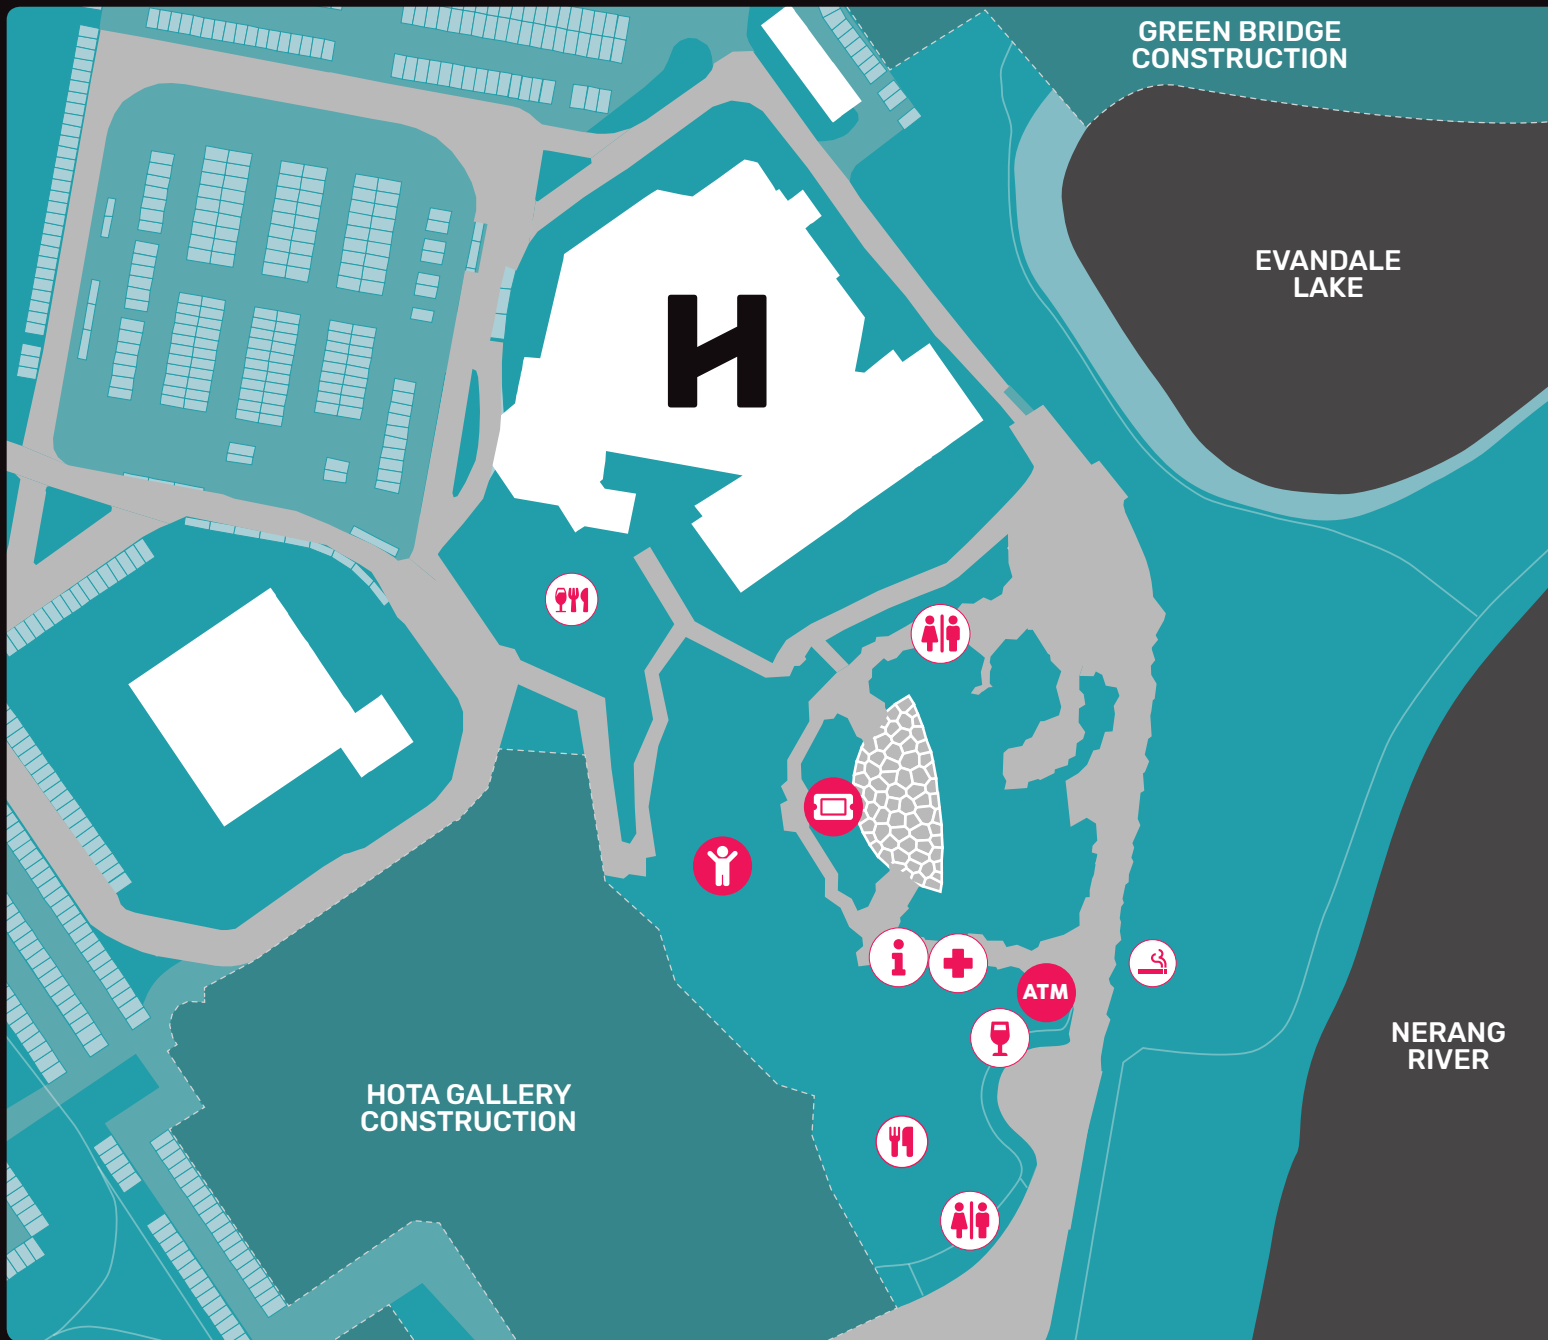 GREEN BRIDGE
CONSTRUCTION
EVANDALE
LAKE
H
ATM
NERANG
RIVER
HOTA GALLERY
CONSTRUCTION